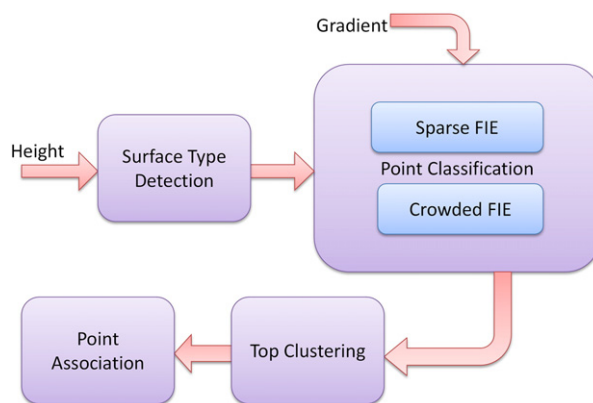 Gradient
Height
Surface Type
Detection
Sparse FIE
Point Classification
Crowded FIE
Point
Association
Top Clustering